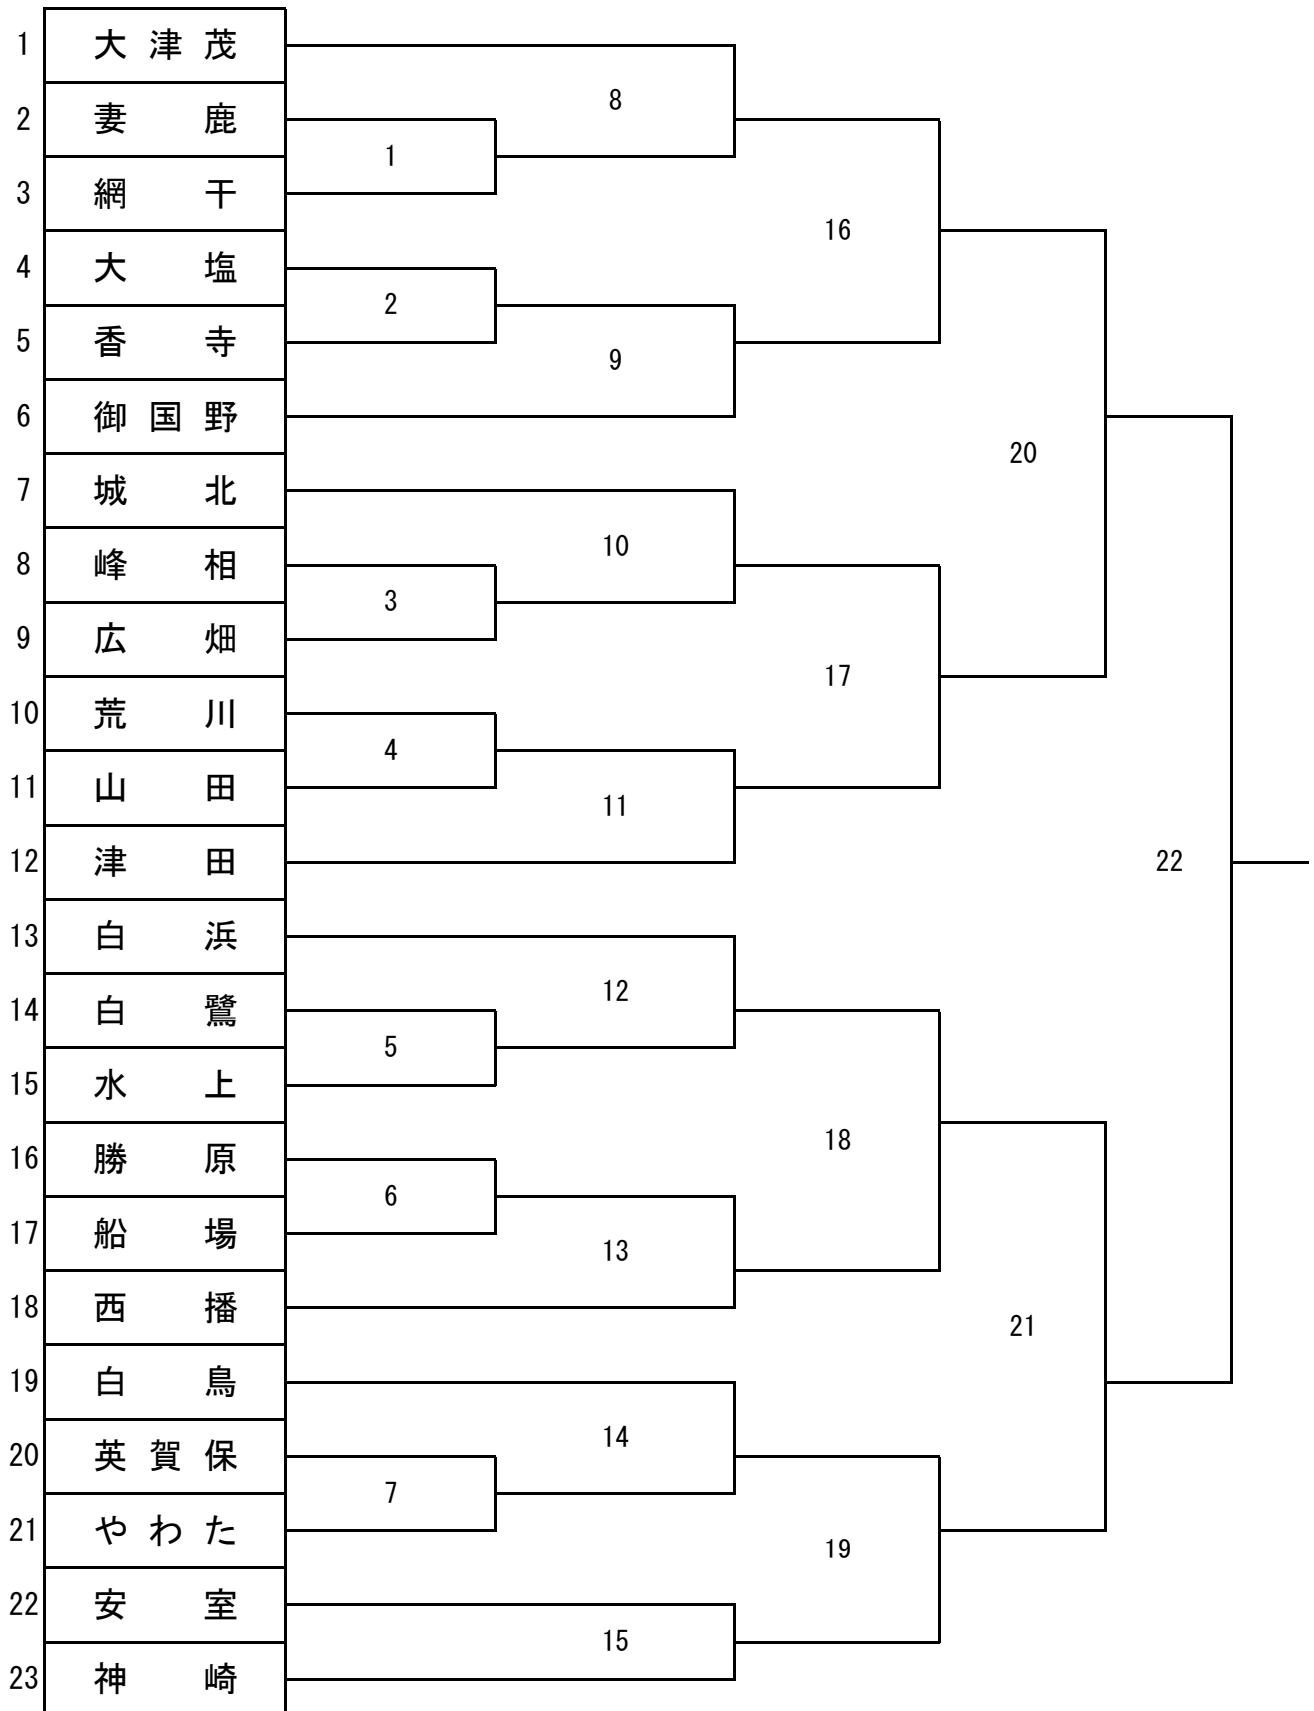 1 大津茂
8
2 妻鹿
1
3 網干
16
4 大塩
2
5 香寺
9
6 御国野
20
7 城北
10
8 峰相
3
9 広畑
17
10 荒川
4
11 山田
11
12 津田
22
13 白浜
12
14 白鷺
5
15 水上
18
16 勝原
6
17 船場
13
18 西播
21
19 白鳥
14
20 英賀保
7
21 やわた
19
22 安室
15
23 神崎